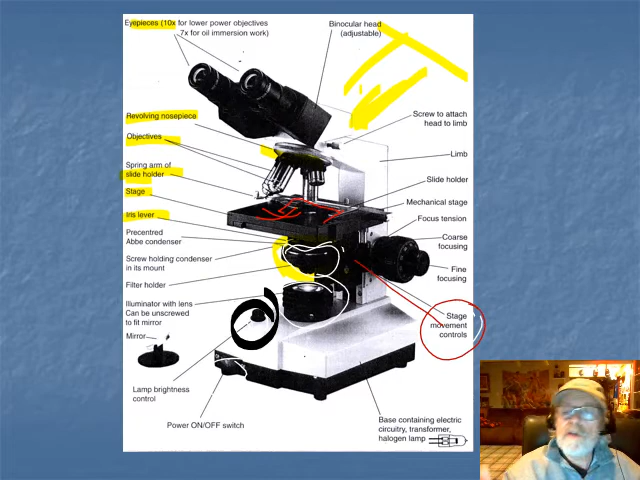 Eyepieces (10x for lower power objectives
7x for oil immersion work)
Binocular head
(adjustable)
Revolving nosepiece
Screw to attach
head to limb
Objectives
Limb
Spring arm of
slide holder
Slide holder
Stage
Mechanical stage
Iris lever
Focus tension
Precentred
Abbe condenser
Coarse
focusing
Screw holding condenser
in its mount
Fine
focusing
Filter holder
Illuminator with lens
Can be unscrewed
to fit mirror
Stage
movement
controls
Mirror
Lamp brightness
control
Power ON/OFF switch
Base containing electric
circuitry, transformer,
halogen lamp